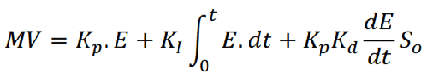 MV = K_p . E + K_I ∫_0^t E . dt + K_p K_d dE/dt S_o